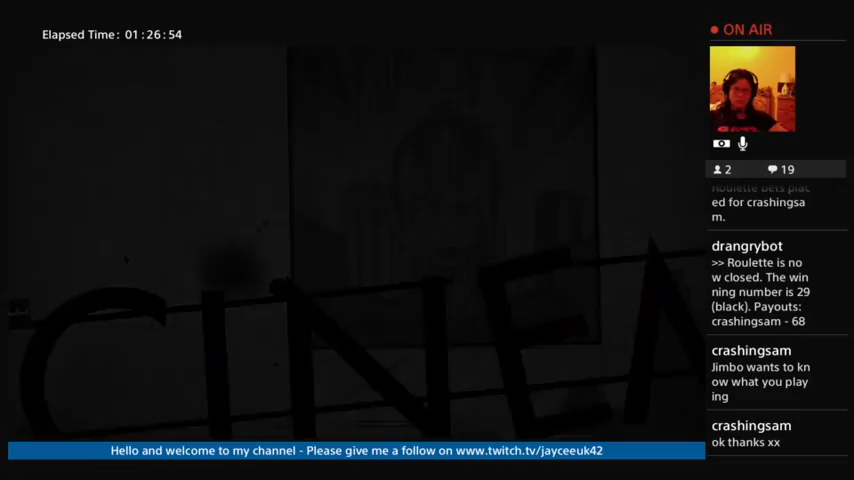 Elapsed Time: 01:26:54
ON AIR
2
19
ed for crashingsa
m.
drangrybot
>> Roulette is no
w closed. The win
ning number is 29
(black). Payouts:
crashingsam - 68
crashingsam
Jimbo wants to kn
ow what you play
ing
crashingsam
ok thanks xx
CINEA
Hello and welcome to my channel - Please give me a follow on www.twitch.tv/jayceeuk42